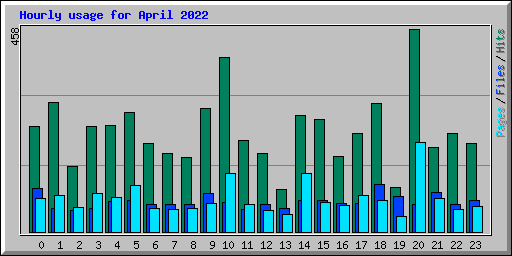 Hourly usage for April 2022
458
Pages / Files / Hits
0 1 2 3 4 5 6 7 8 9 10 11 12 13 14 15 16 17 18 19 20 21 22 23